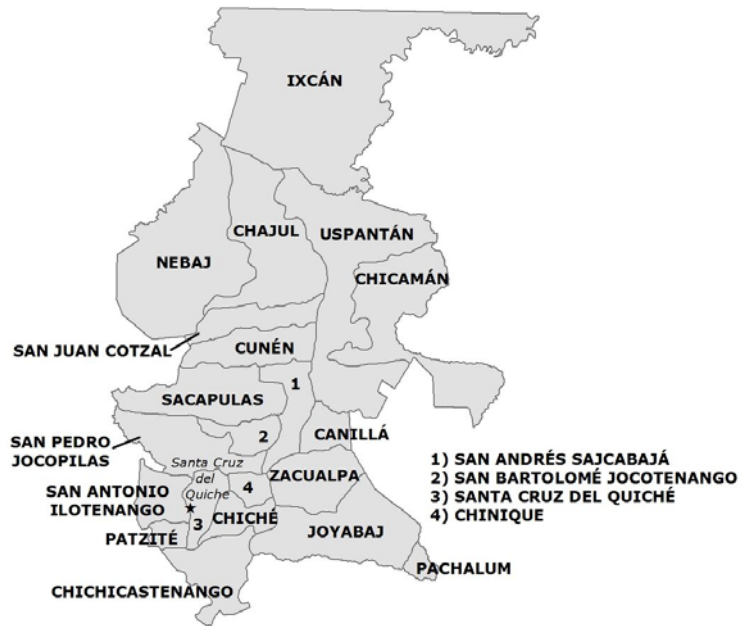 IXCÁN
CHAJUL
USPANTÁN
NEBAJ
CHICAMÁN
SAN JUAN COTZAL
CUNÉN
1
SACAPULAS
2
CANILLÁ
SAN PEDRO
JOCOPILAS
Santa Cruz
del
Quiche
ZACUALPA
4
SAN ANTONIO
ILOTENANGO
3
CHICHÉ
JOYABAJ
PATZITÉ
PACHALUM
CHICHICASTENANGO
1) SAN ANDRÉS SAJCABAJÁ
2) SAN BARTOLOMÉ JOCOTENANGO
3) SANTA CRUZ DEL QUICHÉ
4) CHINIQUE